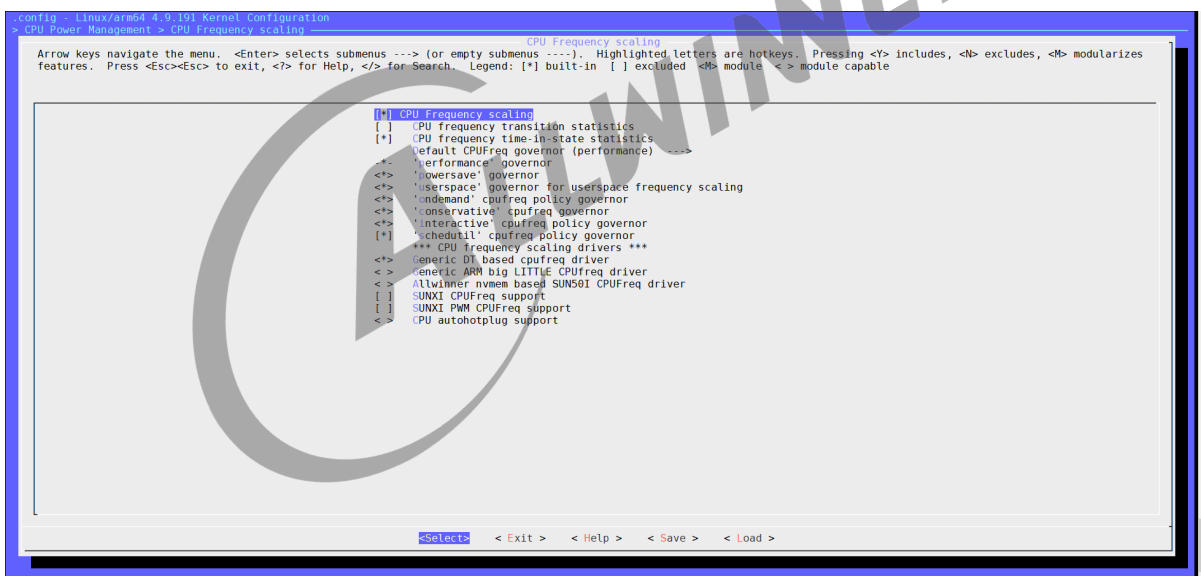 .config - Linux/arm64 4.9.191 Kernel Configuration
> CPU Power Management > CPU Frequency scaling
CPU Frequency scaling
Arrow keys navigate the menu. <Enter> selects submenus ---> (or empty submenus ----). Highlighted letters are hotkeys. Pressing <Y> includes, <N> excludes, <M> modularizes
features. Press <Esc><Esc> to exit, <?> for Help, </> for Search. Legend: [*] built-in [ ] excluded <M> module < > module capable
[*] CPU Frequency scaling
[ ] CPU frequency transition statistics
[*] CPU frequency time-in-state statistics
Default CPUFreq governor (performance) --->
-*- 'performance' governor
<*> 'powersave' governor
<*> 'userspace' governor for userspace frequency scaling
<*> 'ondemand' cpufreq policy governor
<*> 'conservative' cpufreq governor
<*> 'interactive' cpufreq policy governor
[*] 'schedutil' cpufreq policy governor
*** CPU frequency scaling drivers ***
<*> Generic DT based cpufreq driver
< > Generic ARM big LITTLE CPUfreq driver
< > Allwinner nvmem based SUN50I CPUFreq driver
[ ] SUNXI CPUFreq support
[ ] SUNXI PWM CPUFreq support
< > CPU autohotplug support
<Select> < Exit > < Help > < Save > < Load >
ALLWINNE